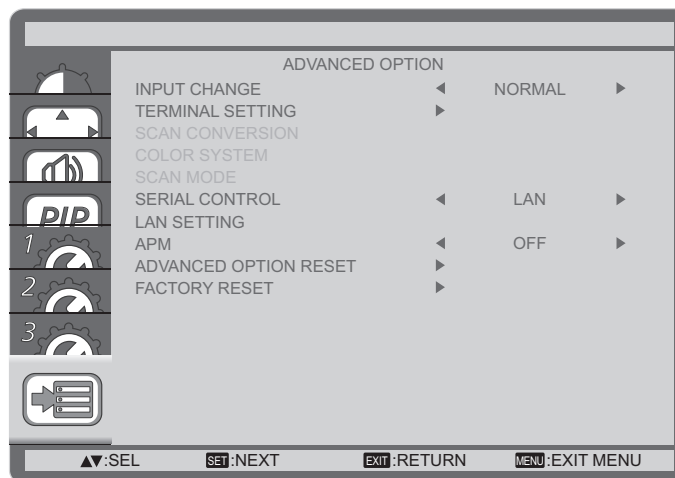 ADVANCED OPTION
INPUT CHANGE ◀ NORMAL ▶
TERMINAL SETTING ▶
SCAN CONVERSION
COLOR SYSTEM
SCAN MODE
SERIAL CONTROL ◀ LAN ▶
PIP
LAN SETTING
1
APM ◀ OFF ▶
ADVANCED OPTION RESET ▶
2
FACTORY RESET ▶
3
▲▼:SEL SET:NEXT EXIT:RETURN MENU:EXIT MENU